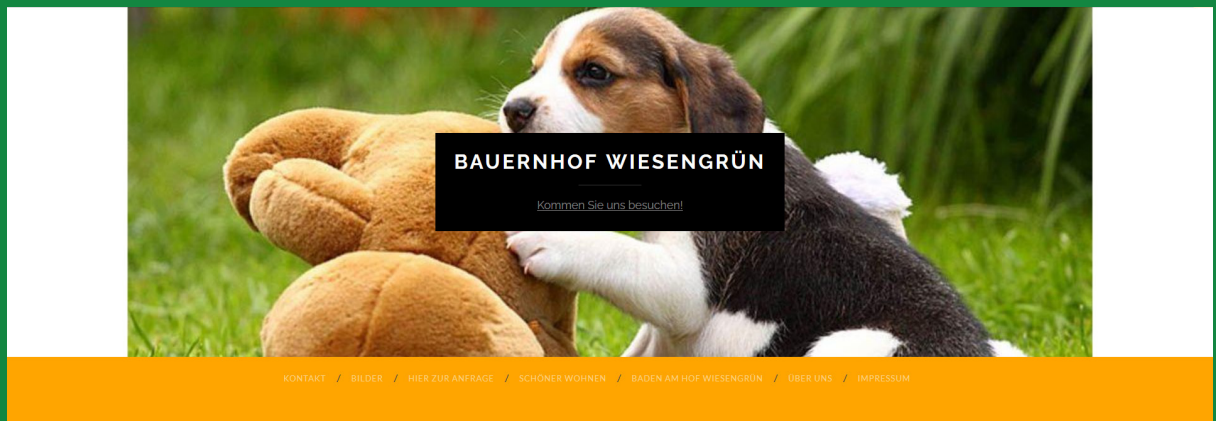 BAUERNHOF WIESENGRÜN
Kommen Sie uns besuchen!
KONTAKT / BILDER / HIER ZUR ANFRAGE / SCHÖNER WOHNEN / BADEN AM HOF WIESENGRÜN / ÜBER UNS / IMPRESSUM